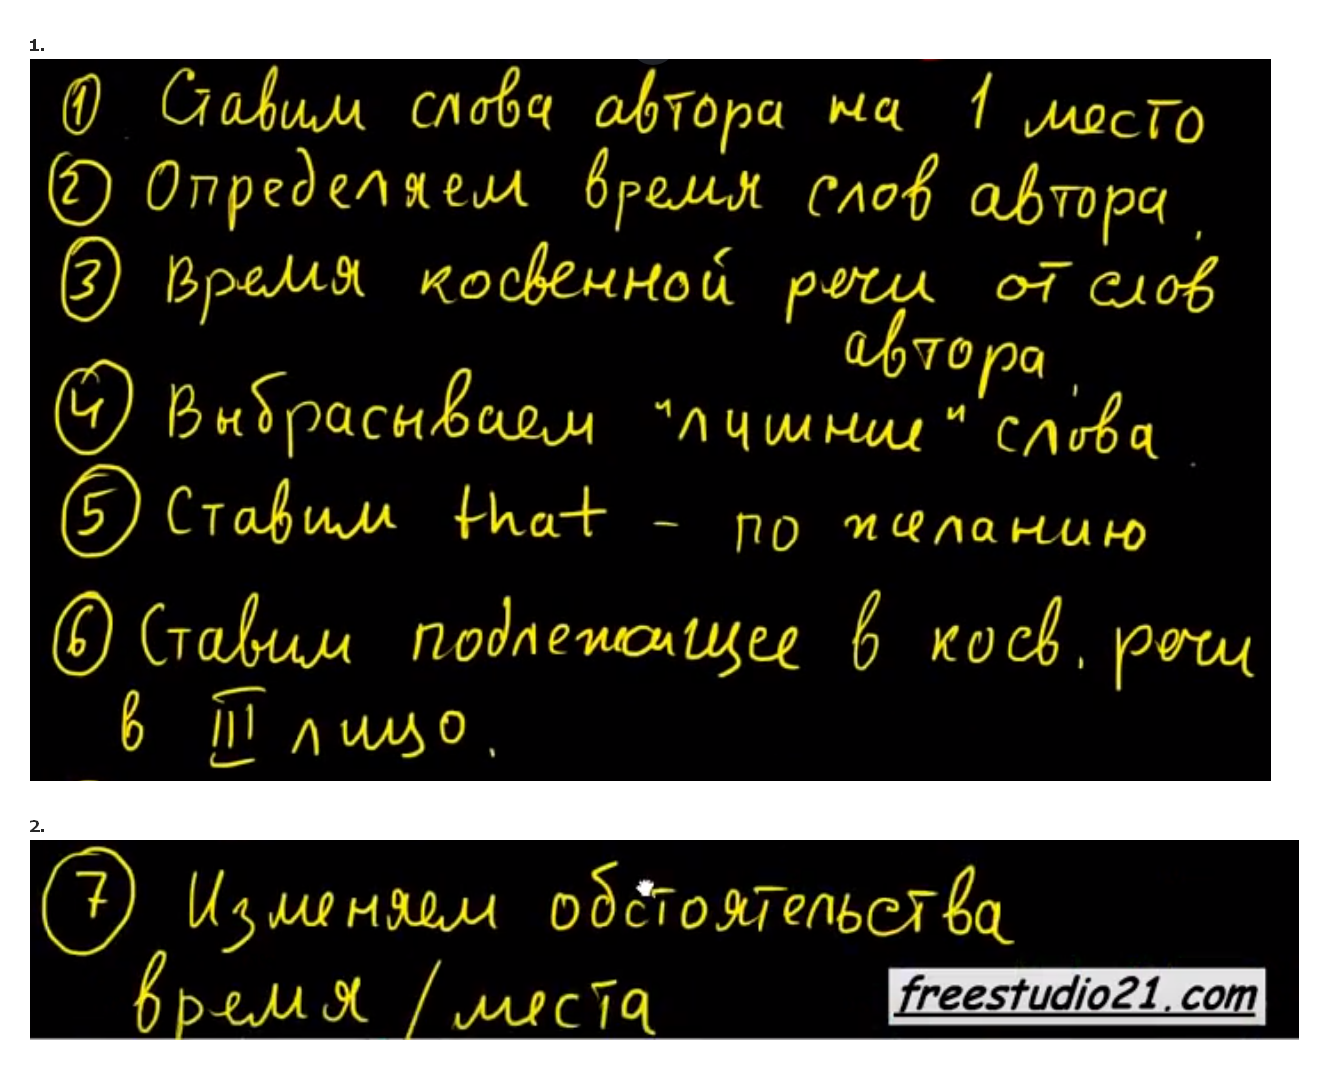 1.
① Ставим слова автора на 1 место
② Определяем время слов автора.
③ Время косвенной речи от слов
автора.
④ Выбрасываем "лишние" слова.
⑤ Ставим that - по желанию
⑥ Ставим подлежащее в косв. речи
в III лицо.
2.
⑦ Изменяем обстоятельства
время / места
freestudio21.com